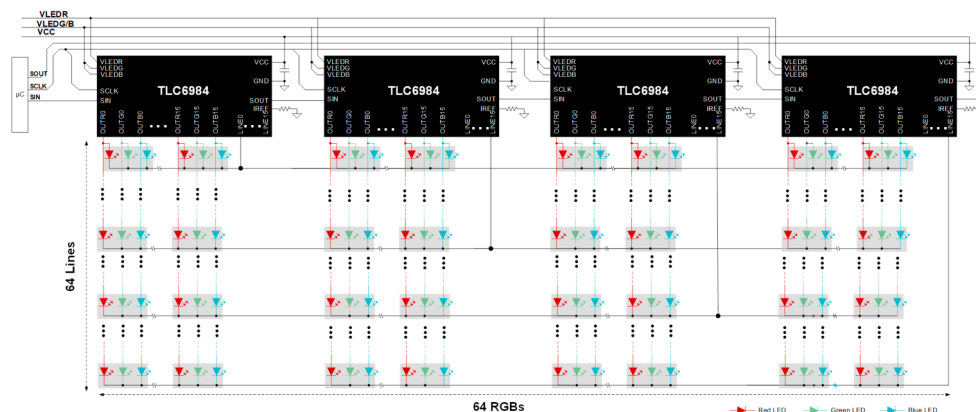 VLEDR
VLEDG/B
VCC
µC
SOUT
SCLK
SIN
VLEDR
VLEDG
VLEDB
SCLK
SIN
TLC6984
VCC
GND
SOUT
IREF
OUTR0
OUTG0
OUTB0
OUTR15
OUTG15
OUTB15
LINE0
LINE15
VLEDR
VLEDG
VLEDB
SCLK
SIN
TLC6984
VCC
GND
SOUT
IREF
OUTR0
OUTG0
OUTB0
OUTR15
OUTG15
OUTB15
LINE0
LINE15
VLEDR
VLEDG
VLEDB
SCLK
SIN
TLC6984
VCC
GND
SOUT
IREF
OUTR0
OUTG0
OUTB0
OUTR15
OUTG15
OUTB15
LINE0
LINE15
VLEDR
VLEDG
VLEDB
SCLK
SIN
TLC6984
VCC
GND
SOUT
IREF
OUTR0
OUTG0
OUTB0
OUTR15
OUTG15
OUTB15
LINE0
LINE15
64 Lines
64 RGBs
Red LED
Green LED
Blue LED